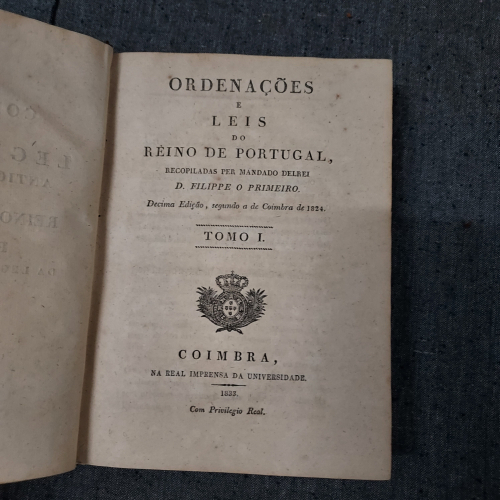 ORDENAÇÕES
E
LEIS
DO
REINO DE PORTUGAL,
RECOPILADAS PER MANDADO DELREI
D. FILIPPE O PRIMEIRO.
Decima Edição, segundo a de Coimbra de 1824.
TOMO I.
COIMBRA,
NA REAL IMPRENSA DA UNIVERSIDADE.
1833.
Com Privilegio Real.